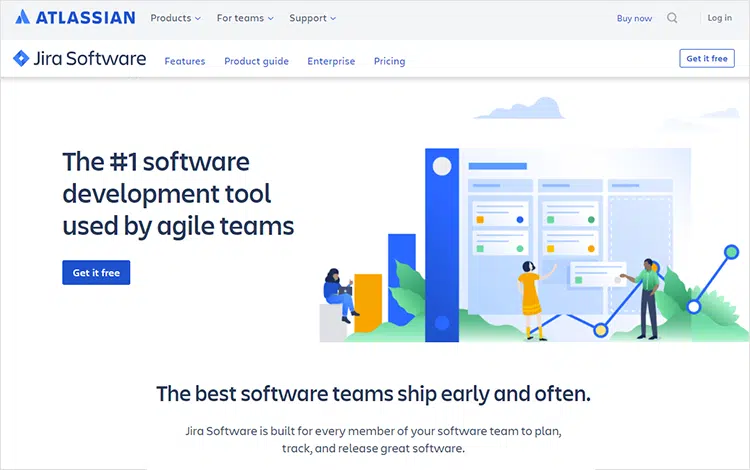 ATLASSIAN Products For teams Support Buy now Log in
Jira Software Features Product guide Enterprise Pricing Get it free
The #1 software
development tool
used by agile teams
Get it free
The best software teams ship early and often.
Jira Software is built for every member of your software team to plan,
track, and release great software.